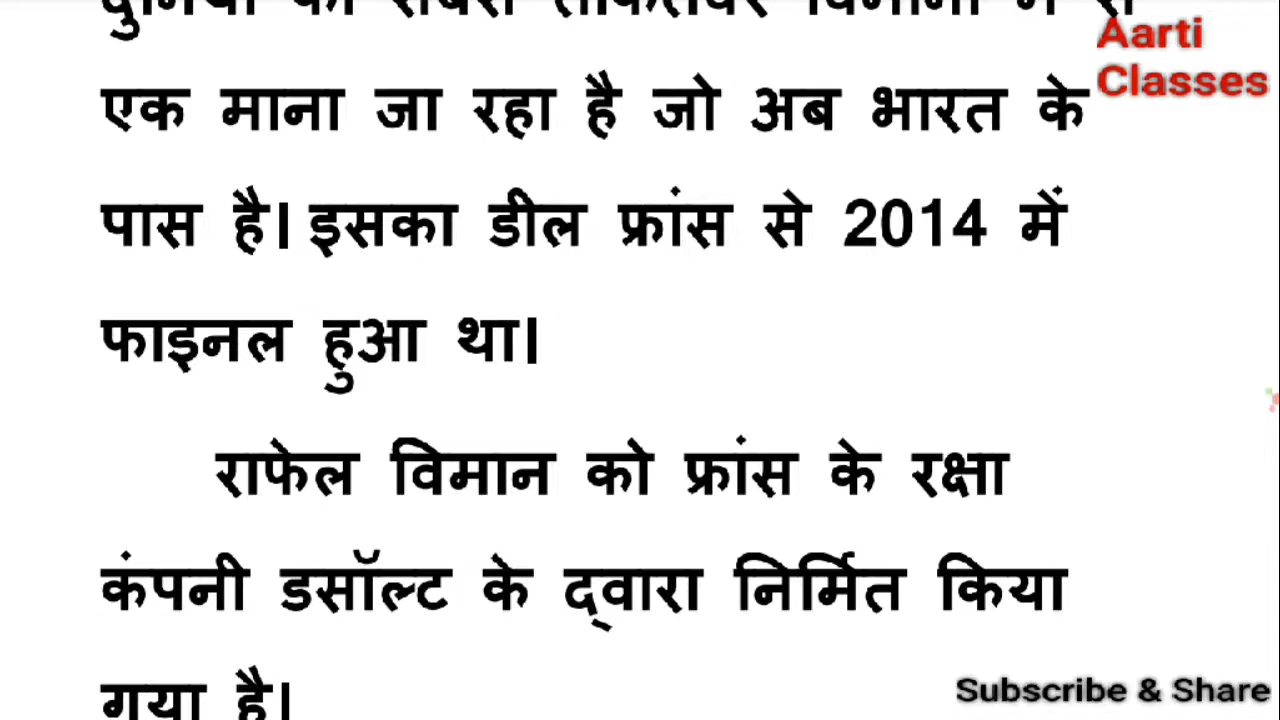 Aarti
Classes
एक माना जा रहा है जो अब भारत के
पास है। इसका डील फ्रांस से 2014 में
फाइनल हुआ था।
राफेल विमान को फ्रांस के रक्षा
कंपनी डसॉल्ट के द्वारा निर्मित किया
गया है।
Subscribe & Share